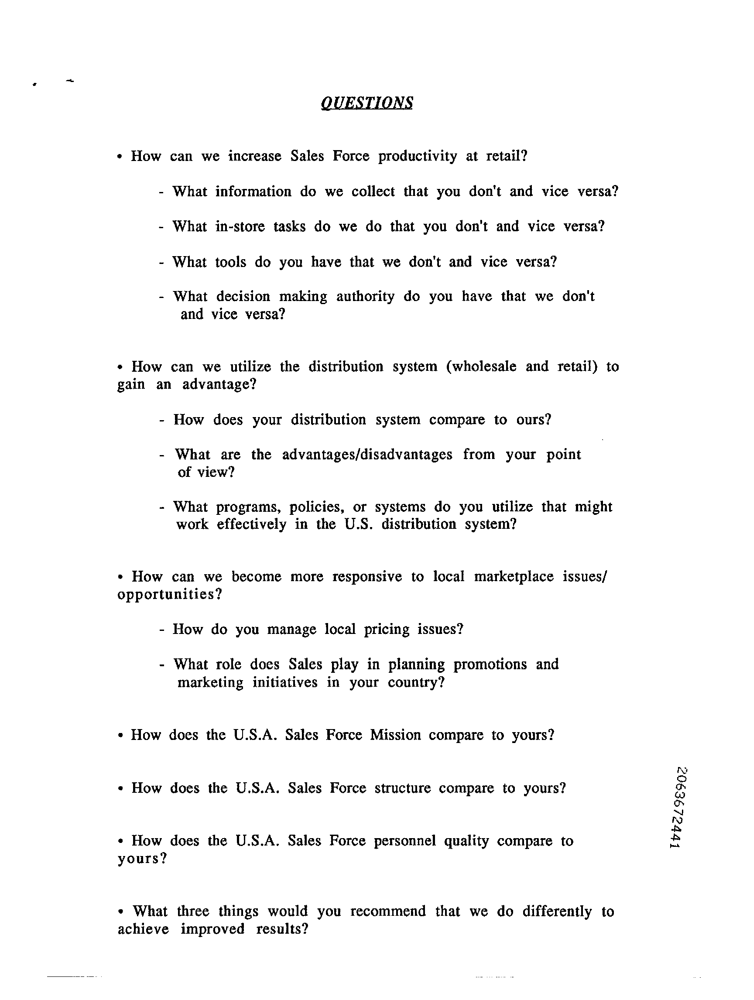 QUESTIONS
• How can we increase Sales Force productivity at retail?
- What information do we collect that you don't and vice versa?
- What in-store tasks do we do that you don't and vice versa?
- What tools do you have that we don't and vice versa?
- What decision making authority do you have that we don't
and vice versa?
• How can we utilize the distribution system (wholesale and retail) to
gain an advantage?
- How does your distribution system compare to ours?
- What are the advantages/disadvantages from your point
of view?
- What programs, policies, or systems do you utilize that might
work effectively in the U.S. distribution system?
• How can we become more responsive to local marketplace issues/
opportunities?
- How do you manage local pricing issues?
- What role does Sales play in planning promotions and
marketing initiatives in your country?
• How does the U.S.A. Sales Force Mission compare to yours?
• How does the U.S.A. Sales Force structure compare to yours?
• How does the U.S.A. Sales Force personnel quality compare to
yours?
• What three things would you recommend that we do differently to
achieve improved results?
2063672441